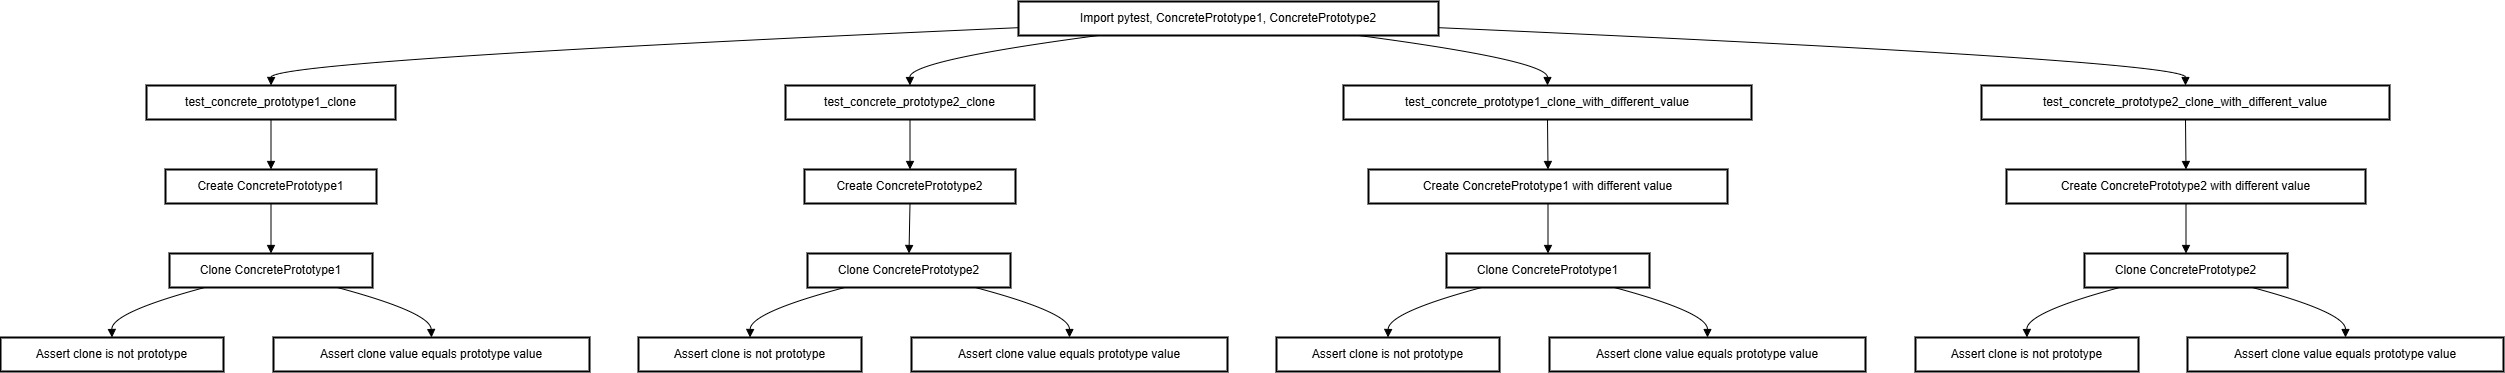 Import pytest, ConcretePrototype1, ConcretePrototype2
test_concrete_prototype1_clone
test_concrete_prototype2_clone
test_concrete_prototype1_clone_with_different_value
test_concrete_prototype2_clone_with_different_value
Create ConcretePrototype1
Create ConcretePrototype2
Create ConcretePrototype1 with different value
Create ConcretePrototype2 with different value
Clone ConcretePrototype1
Clone ConcretePrototype2
Clone ConcretePrototype1
Clone ConcretePrototype2
Assert clone is not prototype
Assert clone value equals prototype value
Assert clone is not prototype
Assert clone value equals prototype value
Assert clone is not prototype
Assert clone value equals prototype value
Assert clone is not prototype
Assert clone value equals prototype value